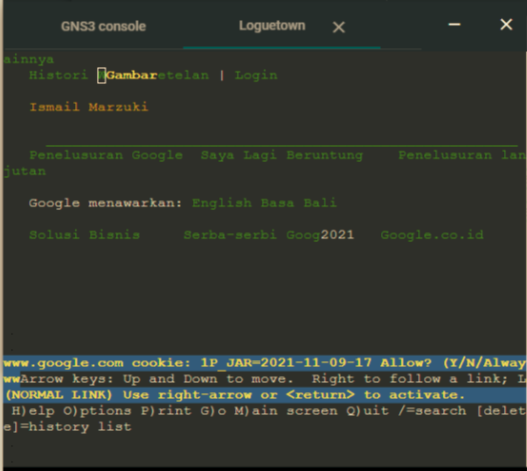 GNS3 console
Loguetown
ainnya
Histori WGambaretelan | Login
Ismail Marzuki
Penelusuran Google Saya Lagi Beruntung Penelusuran lan
jutan
Google menawarkan: English Basa Bali
Solusi Bisnis Serba-serbi Goog2021 Google.co.id
www.google.com cookie: 1P_JAR=2021-11-09-17 Allow? (Y/N/Alway
wwArrow keys: Up and Down to move. Right to follow a link; L
(NORMAL LINK) Use right-arrow or <return> to activate.
H)elp O)ptions P)rint G)o M)ain screen Q)uit /=search [delet
e]=history list